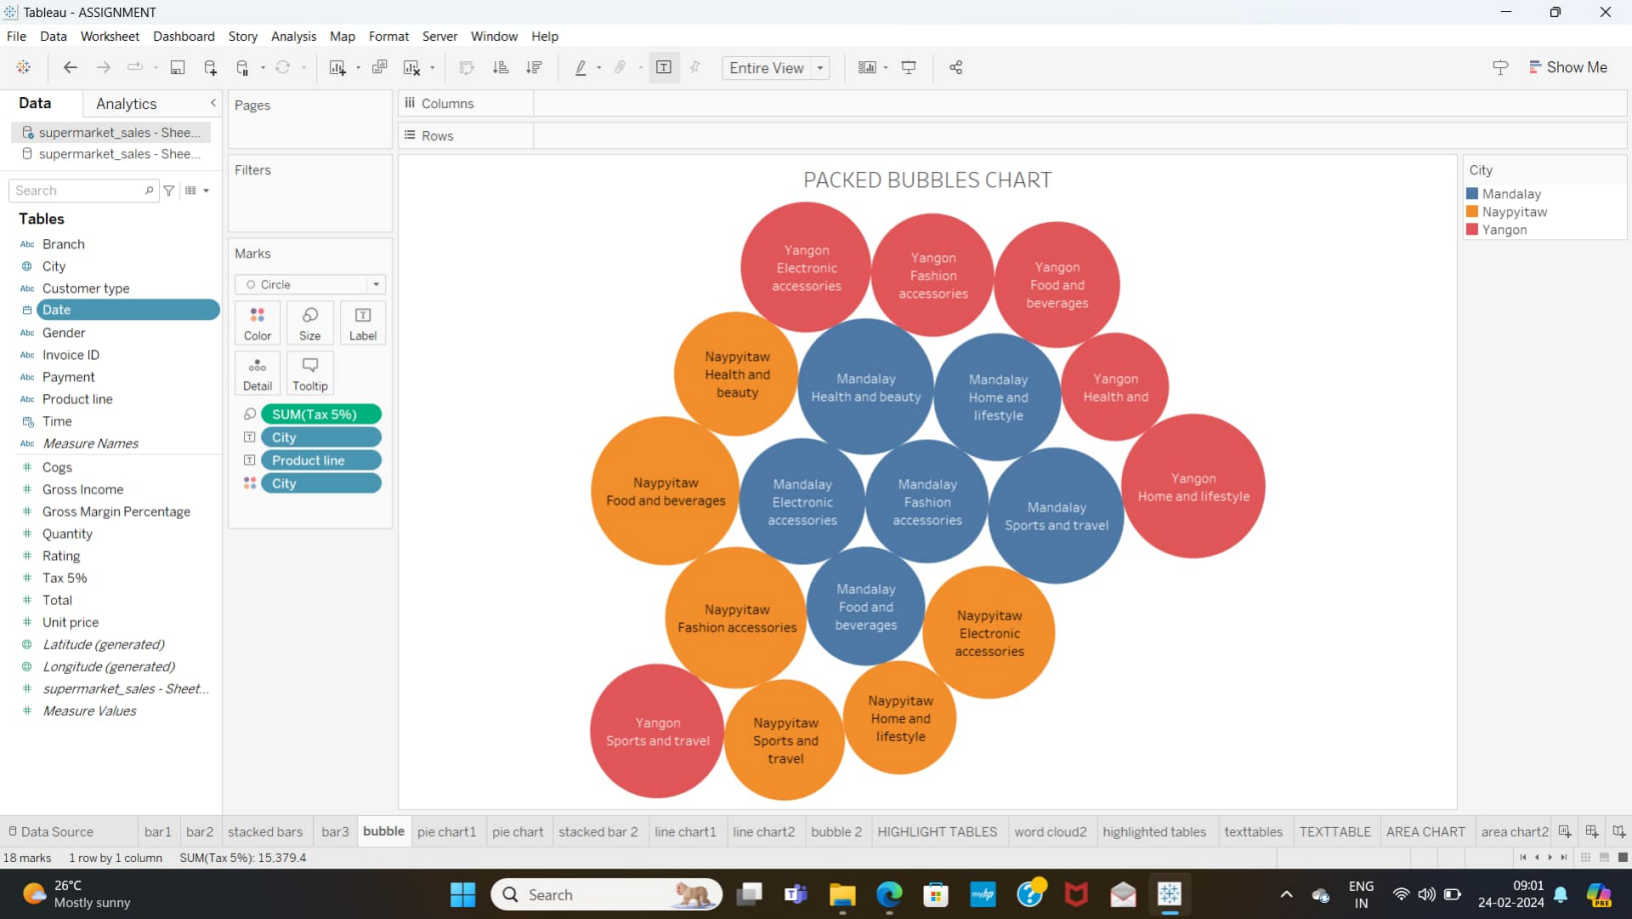 Tableau - ASSIGNMENT
File Data Worksheet Dashboard Story Analysis Map Format Server Window Help
Entire View
Show Me
Data Analytics
supermarket_sales - Shee...
supermarket_sales - Shee...
Search
Tables
Abc Branch
City
Abc Customer type
Date
Abc Gender
Abc Invoice ID
Abc Payment
Abc Product line
Time
Abc Measure Names
# Cogs
# Gross Income
# Gross Margin Percentage
# Quantity
# Rating
# Tax 5%
# Total
# Unit price
Latitude (generated)
Longitude (generated)
# supermarket_sales - Sheet...
# Measure Values
Pages
Filters
Marks
Circle
Color Size Label
Detail Tooltip
SUM(Tax 5%)
City
Product line
City
Columns
Rows
PACKED BUBBLES CHART
Yangon
Electronic
accessories
Yangon
Fashion
accessories
Yangon
Food and
beverages
Naypyitaw
Health and
beauty
Mandalay
Health and beauty
Mandalay
Home and
lifestyle
Yangon
Health and
Yangon
Home and lifestyle
Naypyitaw
Food and beverages
Mandalay
Electronic
accessories
Mandalay
Fashion
accessories
Mandalay
Sports and travel
Naypyitaw
Fashion accessories
Mandalay
Food and
beverages
Naypyitaw
Electronic
accessories
Yangon
Sports and travel
Naypyitaw
Sports and
travel
Naypyitaw
Home and
lifestyle
City
Mandalay
Naypyitaw
Yangon
Data Source bar1 bar2 stacked bars bar3 bubble pie chart1 pie chart stacked bar 2 line chart1 line chart2 bubble 2 HIGHLIGHT TABLES word cloud2 highlighted tables texttables TEXTTABLE AREA CHART area chart2
18 marks 1 row by 1 column SUM(Tax 5%): 15,379.4
26°C
Mostly sunny
Search
myhp
ENG
IN
09:01
24-02-2024
PRE